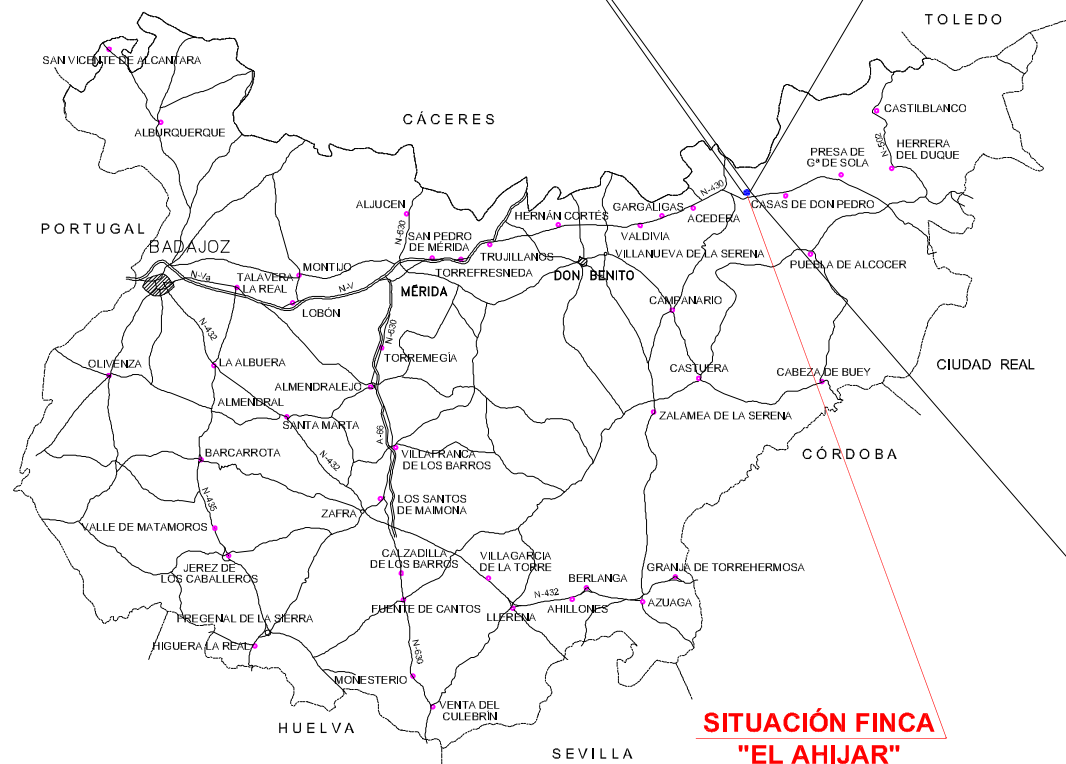 TOLEDO
SAN VICENTE DE ALCANTARA
CASTILBLANCO
CÁCERES
ALBURQUERQUE
N-502
HERRERA
DEL DUQUE
PRESA DE
Gª DE SOLA
N-430
CASAS DE DON PEDRO
ALJUCEN
GARGALIGAS
ACEDERA
HERNÁN CORTÉS
VALDIVIA
PORTUGAL
BADAJOZ
N-630
SAN PEDRO
DE MÉRIDA
TRUJILLANOS
TORREFRESNEDA
VILLANUEVA DE LA SERENA
PUEBLA DE ALCOCER
N-Va
MONTIJO
TALAVERA
LA REAL
DON BENITO
N-V
MÉRIDA
LOBÓN
CAMPANARIO
N-432
N-630
TORREMEGÍA
LA ALBUERA
OLIVENZA
CIUDAD REAL
CASTUERA
CABEZA DE BUEY
ALMENDRALEJO
ALMENDRAL
SANTA MARTA
ZALAMEA DE LA SERENA
A-66
BARCARROTA
VILLAFRANCA
DE LOS BARROS
CÓRDOBA
N-432
N-435
LOS SANTOS
DE MAIMONA
ZAFRA
VALLE DE MATAMOROS
CALZADILLA
DE LOS BARROS
VILLAGARCIA
DE LA TORRE
JEREZ DE
LOS CABALLEROS
GRANJA DE TORREHERMOSA
BERLANGA
N-432
AHILLONES
AZUAGA
FUENTE DE CANTOS
LLERENA
FREGENAL DE LA SIERRA
HIGUERA LA REAL
N-630
MONESTERIO
VENTA DEL
CULEBRÍN
HUELVA
SEVILLA
SITUACIÓN FINCA
"EL AHIJAR"